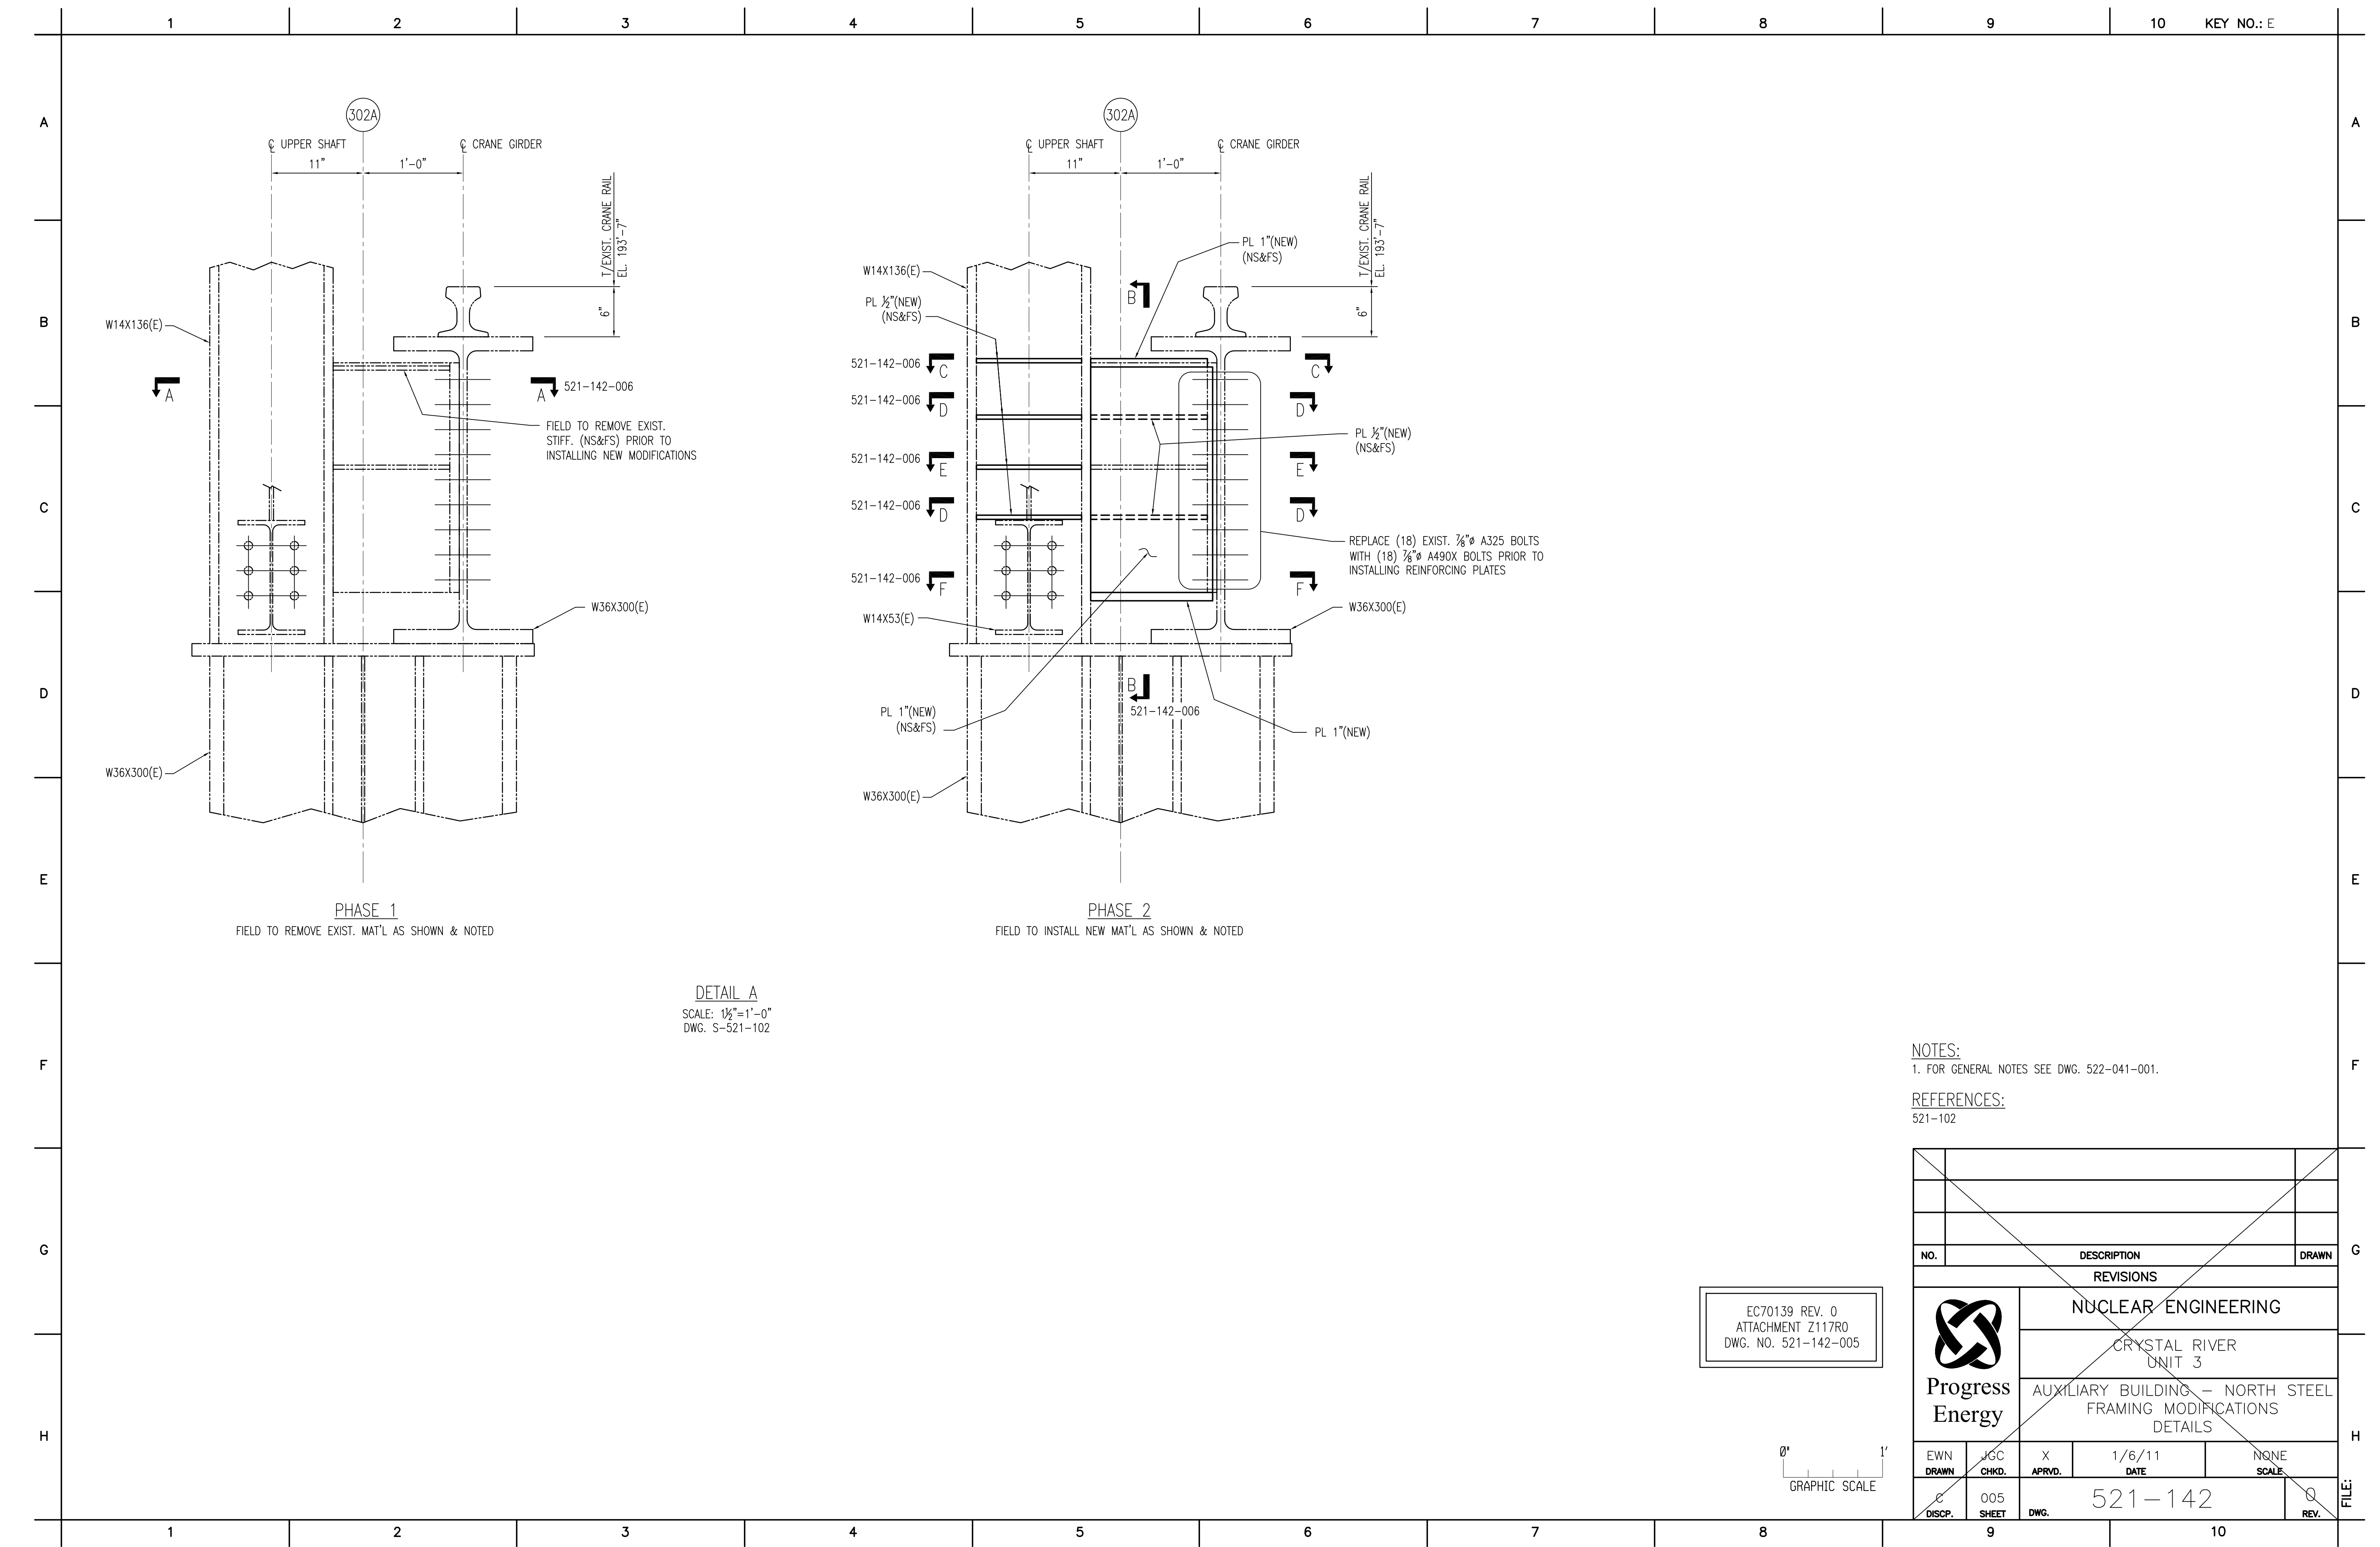 1 2 3 4 5 6 7 8 9 10 KEY NO.: E
A A
B B
C C
D D
E E
F F
G G
H H
302A
℄ UPPER SHAFT
℄ CRANE GIRDER
11"
1'-0"
T/EXIST. CRANE RAIL
EL. 193'-7"
6"
W14X136(E)
A
A
521-142-006
FIELD TO REMOVE EXIST.
STIFF. (NS&FS) PRIOR TO
INSTALLING NEW MODIFICATIONS
W36X300(E)
W36X300(E)
PHASE 1
FIELD TO REMOVE EXIST. MAT'L AS SHOWN & NOTED
302A
℄ UPPER SHAFT
℄ CRANE GIRDER
11"
1'-0"
T/EXIST. CRANE RAIL
EL. 193'-7"
6"
PL 1"(NEW)
(NS&FS)
W14X136(E)
B
PL ½"(NEW)
(NS&FS)
521-142-006
C
C
521-142-006
D
D
PL ½"(NEW)
(NS&FS)
521-142-006
E
E
521-142-006
D
D
REPLACE (18) EXIST. ⅞"ø A325 BOLTS
WITH (18) ⅞"ø A490X BOLTS PRIOR TO
INSTALLING REINFORCING PLATES
521-142-006
F
F
W14X53(E)
W36X300(E)
B
521-142-006
PL 1"(NEW)
(NS&FS)
PL 1"(NEW)
W36X300(E)
PHASE 2
FIELD TO INSTALL NEW MAT'L AS SHOWN & NOTED
DETAIL A
SCALE: 1½"=1'-0"
DWG. S-521-102
NOTES:
1. FOR GENERAL NOTES SEE DWG. 522-041-001.
REFERENCES:
521-102
NO. DESCRIPTION DRAWN
REVISIONS
EC70139 REV. 0
ATTACHMENT Z117R0
DWG. NO. 521-142-005
Progress
Energy
NUCLEAR ENGINEERING
CRYSTAL RIVER
UNIT 3
AUXILIARY BUILDING - NORTH STEEL
FRAMING MODIFICATIONS
DETAILS
EWN JGC X 1/6/11 NONE
DRAWN CHKD. APRVD. DATE SCALE
C 005 521-142 0
DISCP. SHEET DWG. REV.
FILE:
0" 1'
GRAPHIC SCALE
1 2 3 4 5 6 7 8 9 10